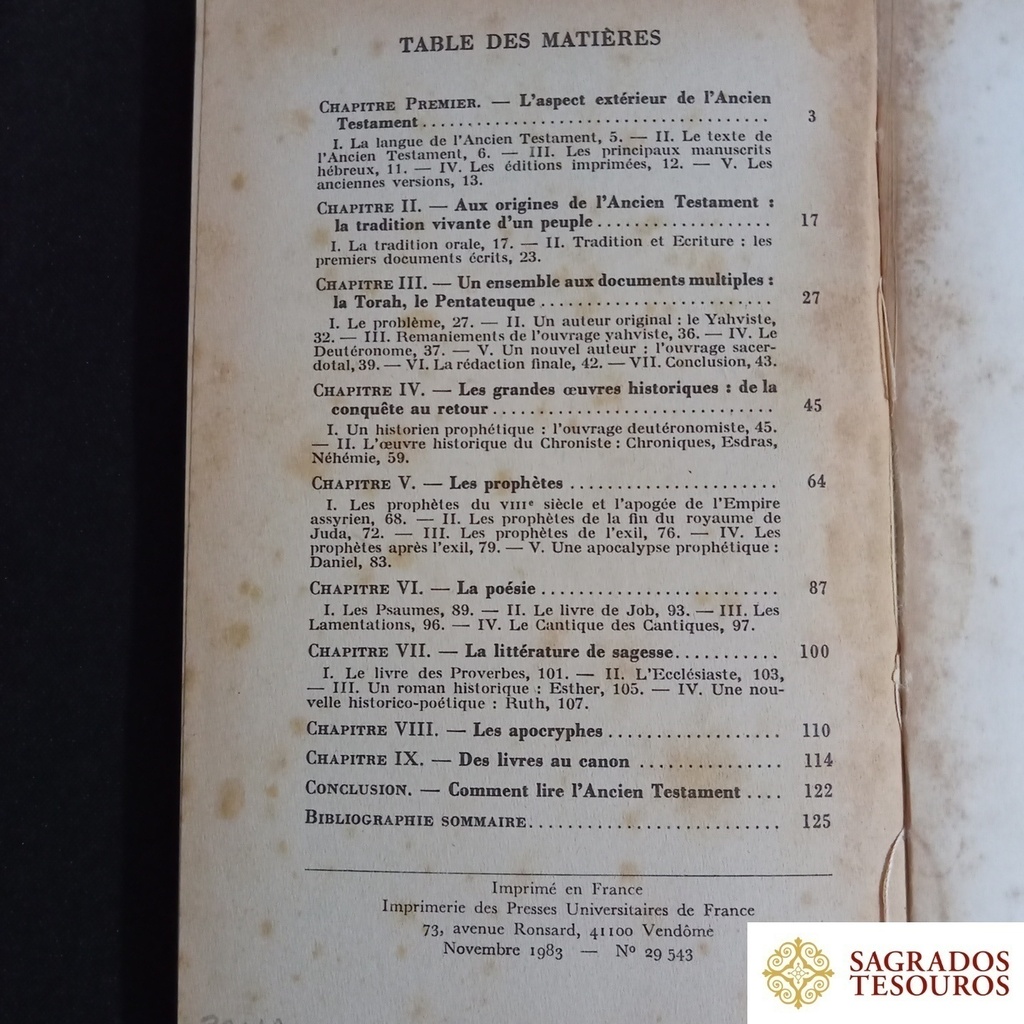 TABLE DES MATIÈRES
CHAPITRE PREMIER. — L'aspect extérieur de l'Ancien
Testament....................................... 3
I. La langue de l'Ancien Testament, 5. — II. Le texte de
l'Ancien Testament, 6. — III. Les principaux manuscrits
hébreux, 11. — IV. Les éditions imprimées, 12. — V. Les
anciennes versions, 13.
CHAPITRE II. — Aux origines de l'Ancien Testament :
la tradition vivante d'un peuple................... 17
I. La tradition orale, 17. — II. Tradition et Ecriture : les
premiers documents écrits, 23.
CHAPITRE III. — Un ensemble aux documents multiples :
la Torah, le Pentateuque......................... 27
I. Le problème, 27. — II. Un auteur original : le Yahviste,
32. — III. Remaniements de l'ouvrage yahviste, 36. — IV. Le
Deutéronome, 37. — V. Un nouvel auteur : l'ouvrage sacer-
dotal, 39. — VI. La rédaction finale, 42. — VII. Conclusion, 43.
CHAPITRE IV. — Les grandes œuvres historiques : de la
conquête au retour.............................. 45
I. Un historien prophétique : l'ouvrage deutéronomiste, 45.
— II. L'œuvre historique du Chroniste : Chroniques, Esdras,
Néhémie, 59.
CHAPITRE V. — Les prophètes ...................... 64
I. Les prophètes du VIIIe siècle et l'apogée de l'Empire
assyrien, 68. — II. Les prophètes de la fin du royaume de
Juda, 72. — III. Les prophètes de l'exil, 76. — IV. Les
prophètes après l'exil, 79. — V. Une apocalypse prophétique :
Daniel, 83.
CHAPITRE VI. — La poésie ......................... 87
I. Les Psaumes, 89. — II. Le livre de Job, 93. — III. Les
Lamentations, 96. — IV. Le Cantique des Cantiques, 97.
CHAPITRE VII. — La littérature de sagesse........... 100
I. Le livre des Proverbes, 101. — II. L'Ecclésiaste, 103,
— III. Un roman historique : Esther, 105. — IV. Une nou-
velle historico-poétique : Ruth, 107.
CHAPITRE VIII. — Les apocryphes.................. 110
CHAPITRE IX. — Des livres au canon ............... 114
CONCLUSION. — Comment lire l'Ancien Testament .... 122
BIBLIOGRAPHIE SOMMAIRE.......................... 125
Imprimé en France
Imprimerie des Presses Universitaires de France
73, avenue Ronsard, 41100 Vendôme
Novembre 1983 — Nº 29 543
SAGRADOS
TESOUROS